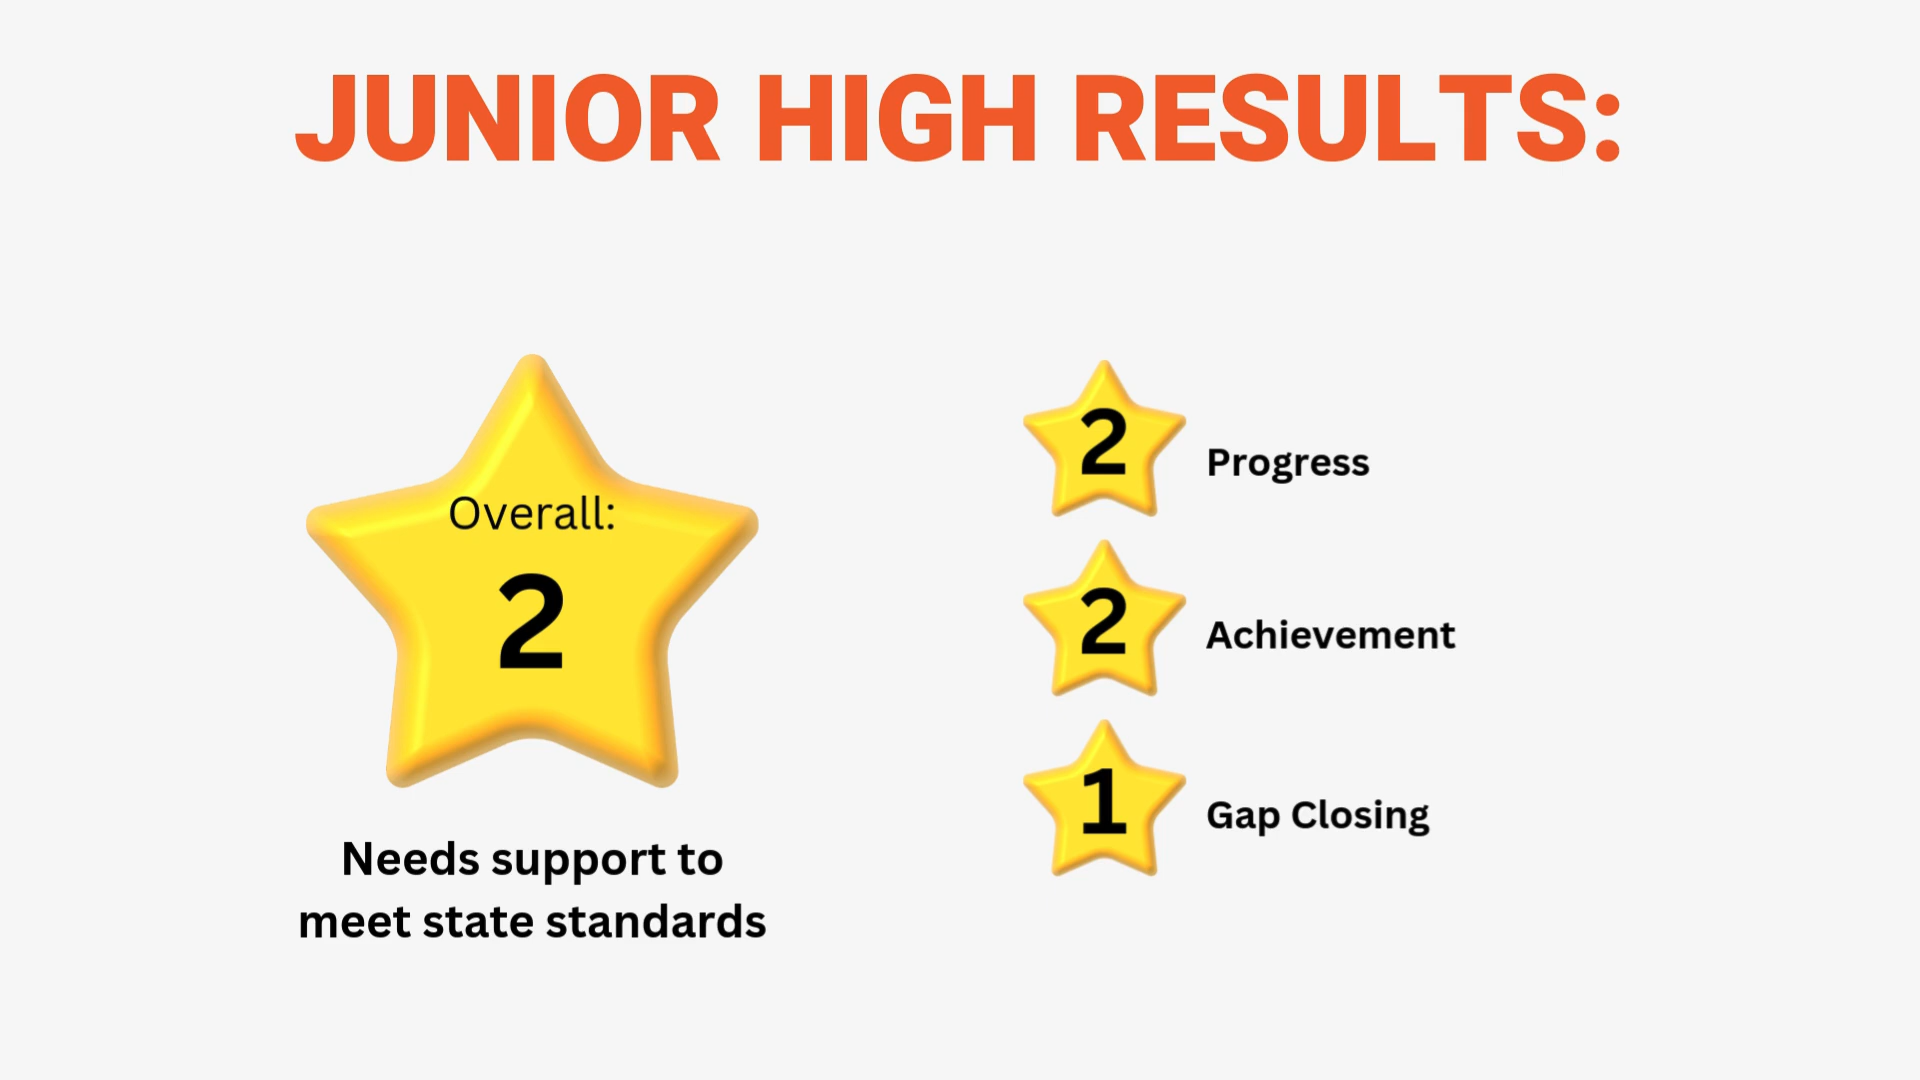 JUNIOR HIGH RESULTS:
Overall:
2
Needs support to
meet state standards
2
Progress
2
Achievement
1
Gap Closing